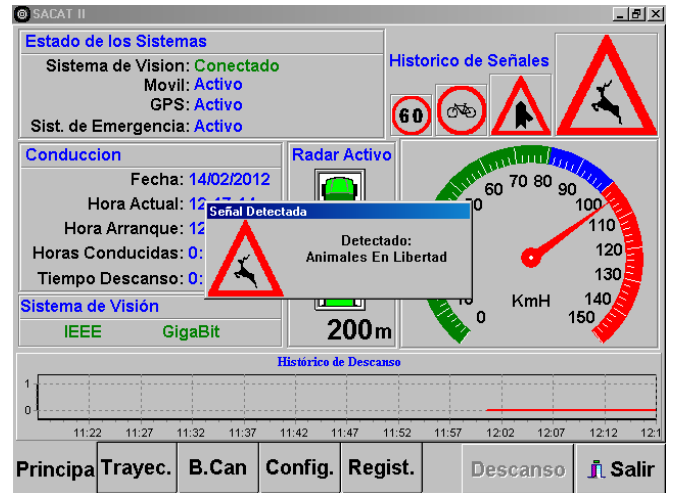 SACAT II
Estado de los Sistemas
Sistema de Vision: Conectado
Movil: Activo
GPS: Activo
Sist. de Emergencia: Activo
Historico de Señales
60
Conduccion
Fecha: 14/02/2012
Hora Actual:
Hora Arranque:
Horas Conducidas: 0:
Tiempo Descanso: 0:
Radar Activo
200m
Señal Detectada
Detectado:
Animales En Libertad
60 70 80 90
100
110
120
130
140
150
0
KmH
Sistema de Visión
IEEE GigaBit
Histórico de Descanso
1
0
11:22 11:27 11:32 11:37 11:42 11:47 11:52 11:57 12:02 12:07 12:12
Principa Trayec. B.Can Config. Regist. Descanso Salir